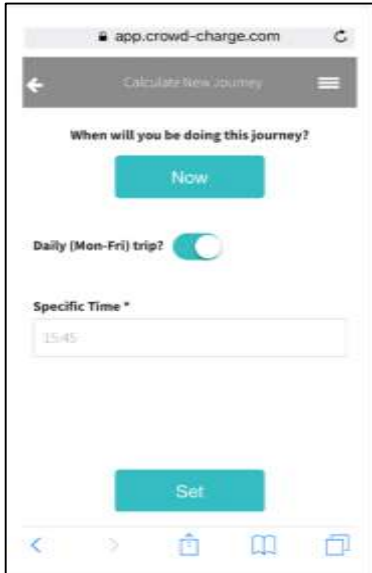 app.crowd-charge.com
Calculate New Journey
When will you be doing this journey?
Now
Daily (Mon-Fri) trip?
Specific Time *
15:45
Set